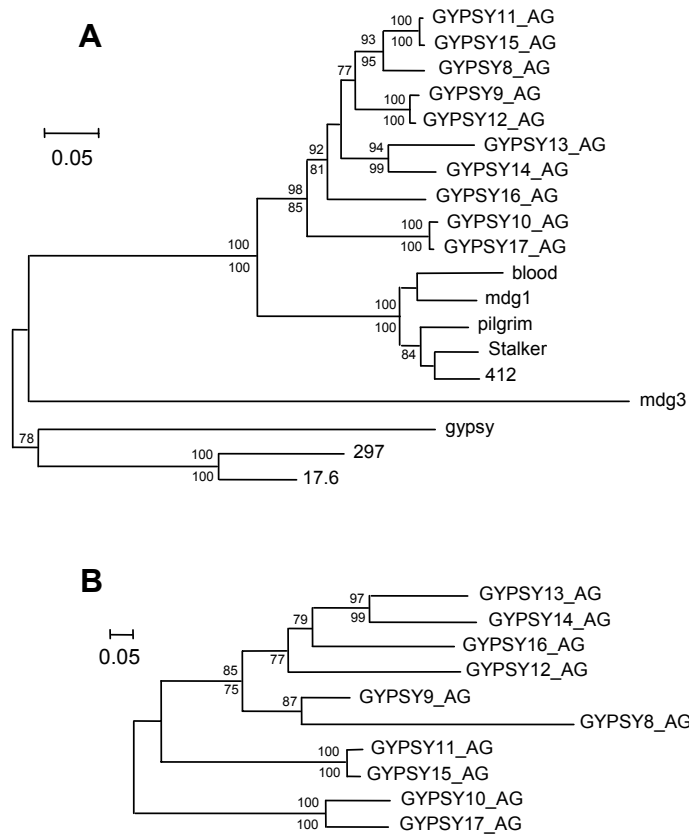 A
93
100
GYPSY11_AG
100
GYPSY15_AG
95
GYPSY8_AG
77
100
GYPSY9_AG
100
GYPSY12_AG
0.05
92
81
94
GYPSY13_AG
99
GYPSY14_AG
98
85
GYPSY16_AG
100
GYPSY10_AG
100
GYPSY17_AG
100
100
blood
100
mdg1
100
pilgrim
84
Stalker
412
mdg3
78
gypsy
100
297
100
17.6
B
97
GYPSY13_AG
99
GYPSY14_AG
0.05
79
77
GYPSY16_AG
85
75
GYPSY12_AG
87
GYPSY9_AG
GYPSY8_AG
100
GYPSY11_AG
100
GYPSY15_AG
100
GYPSY10_AG
100
GYPSY17_AG